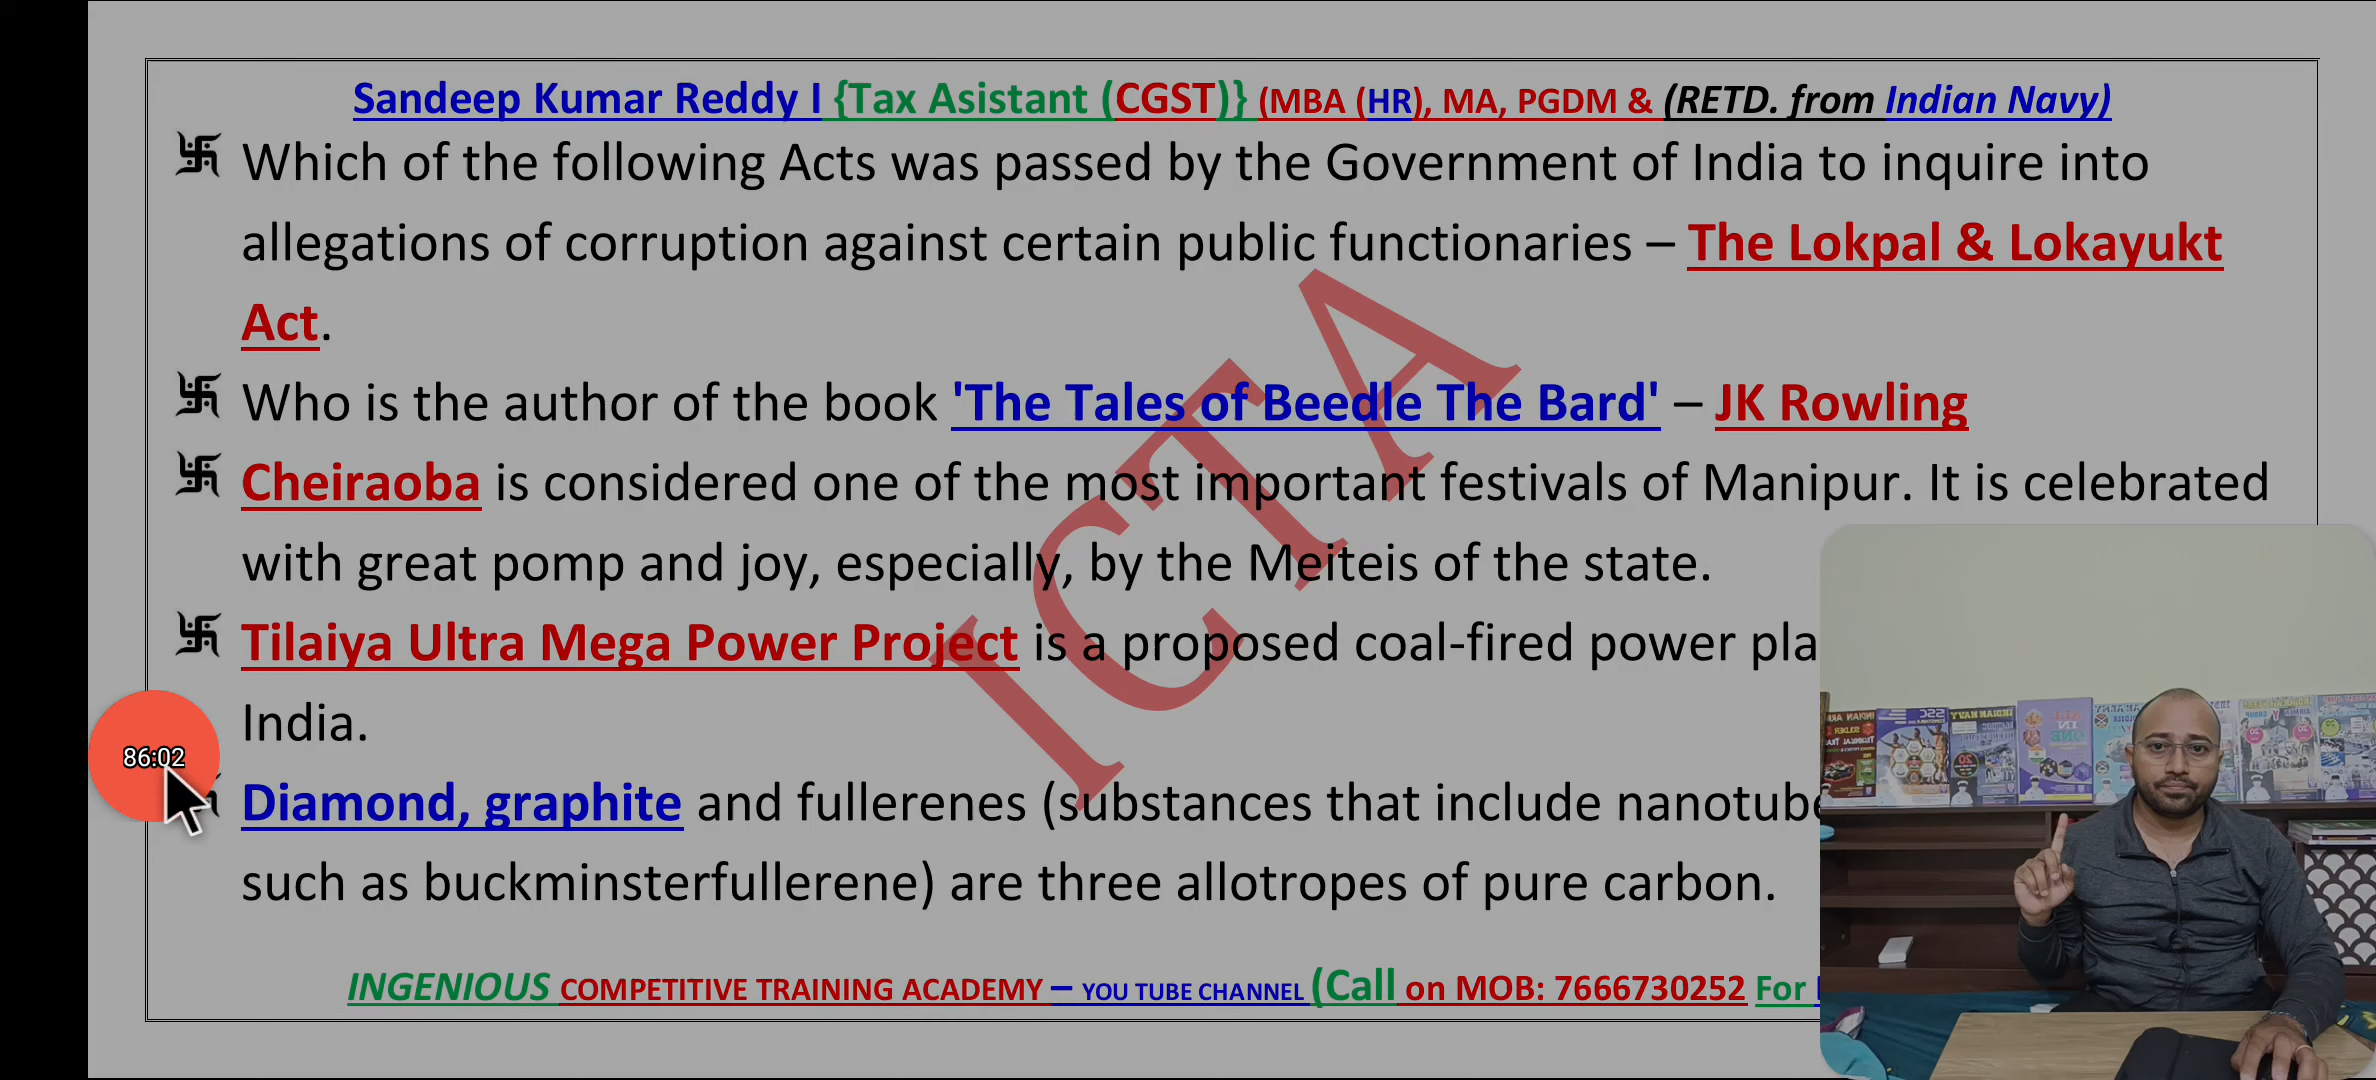 Sandeep Kumar Reddy I {Tax Asistant (CGST)} (MBA (HR), MA, PGDM & (RETD. from Indian Navy)
Which of the following Acts was passed by the Government of India to inquire into
allegations of corruption against certain public functionaries – The Lokpal & Lokayukt
Act.
Who is the author of the book 'The Tales of Beedle The Bard' – JK Rowling
Cheiraoba is considered one of the most important festivals of Manipur. It is celebrated
with great pomp and joy, especially, by the Meiteis of the state.
Tilaiya Ultra Mega Power Project is a proposed coal-fired power pla
India.
86:02
Diamond, graphite and fullerenes (substances that include nanotube
such as buckminsterfullerene) are three allotropes of pure carbon.
ICTA
INGENIOUS COMPETITIVE TRAINING ACADEMY – YOU TUBE CHANNEL (Call on MOB: 7666730252 For
SSC
INDIAN NAVY